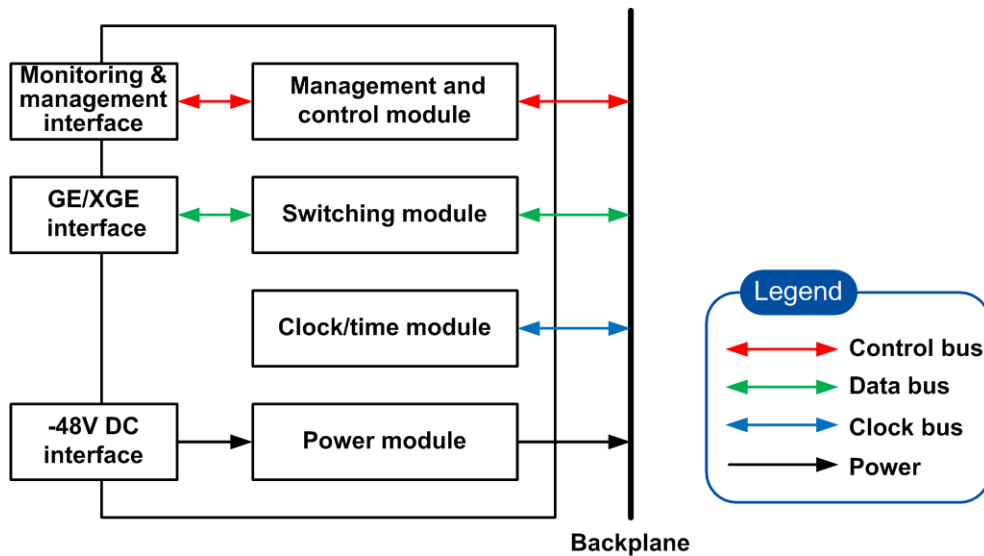 Monitoring &
management
interface
Management and
control module
GE/XGE
interface
Switching module
Clock/time module
-48V DC
interface
Power module
Backplane
Legend
Control bus
Data bus
Clock bus
Power